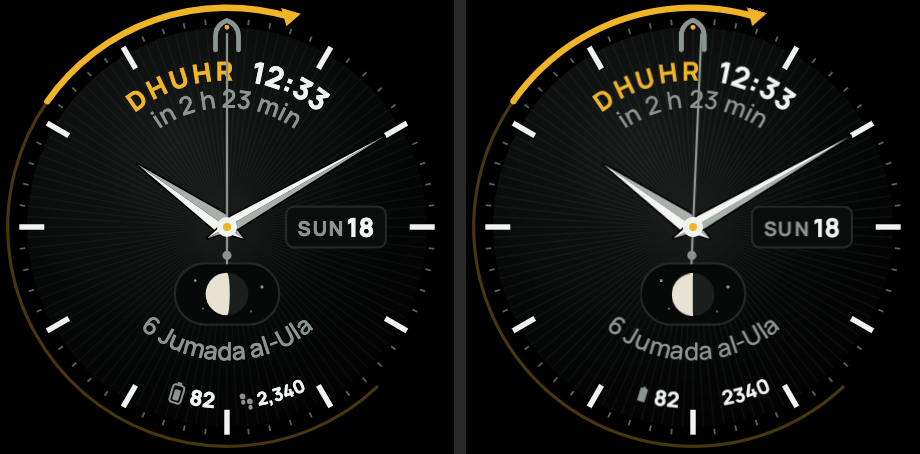 DHUHR 12:33
in 2 h 23 min
SUN 18
6 Jumada al-Ula
82 2,340
DHUHR 12:33
in 2 h 23 min
SUN 18
6 Jumada al-Ula
82 2340